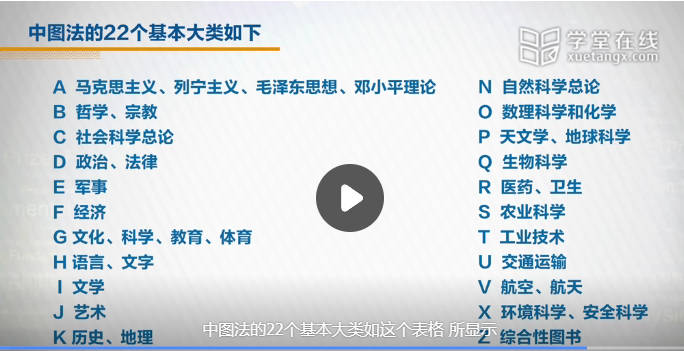 中图法的22个基本大类如下
学堂在线
xuetangx.com
A 马克思主义、列宁主义、毛泽东思想、邓小平理论
B 哲学、宗教
C 社会科学总论
D 政治、法律
E 军事
F 经济
G 文化、科学、教育、体育
H 语言、文字
I 文学
J 艺术
K 历史、地理
N 自然科学总论
O 数理科学和化学
P 天文学、地球科学
Q 生物科学
R 医药、卫生
S 农业科学
T 工业技术
U 交通运输
V 航空、航天
X 环境科学、安全科学
Z 综合性图书
中图法的22个基本大类如这个表格 所显示